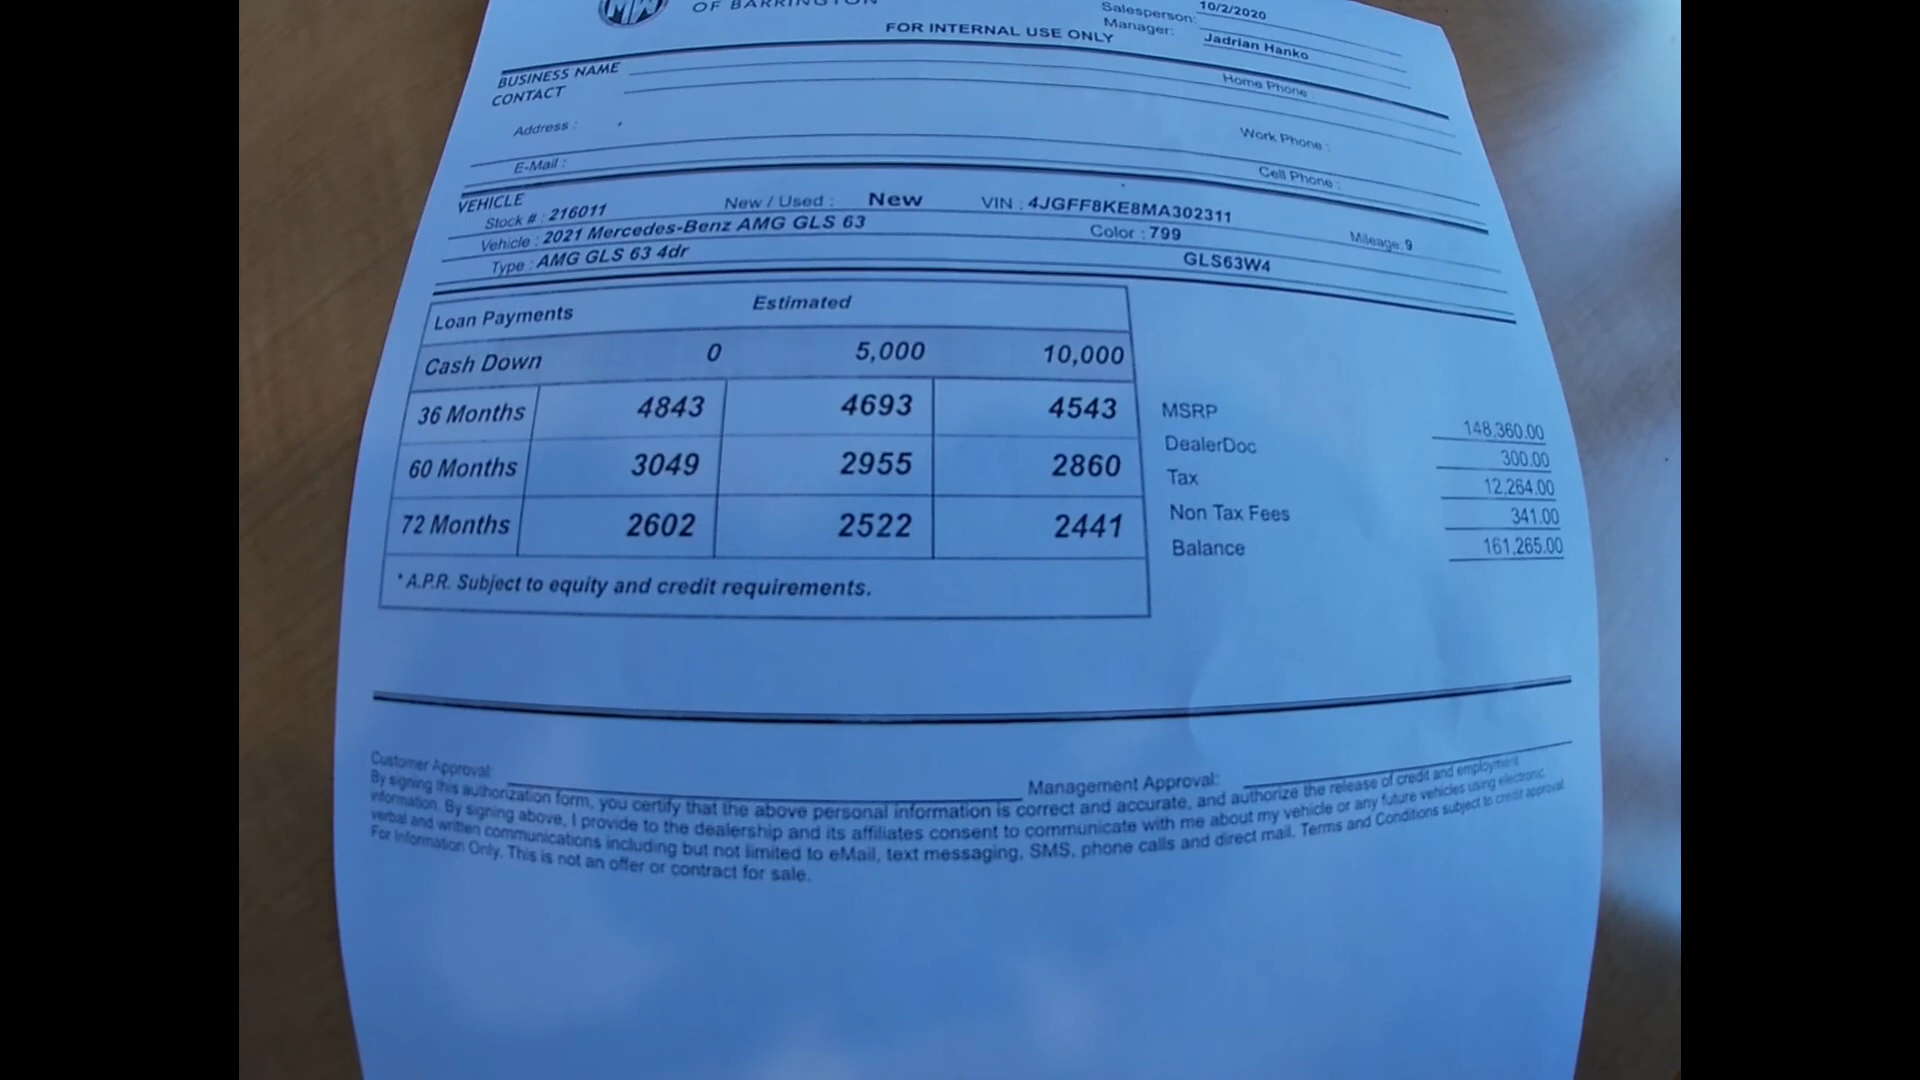 MW OF BARRINGTON
Salesperson: 10/2/2020
FOR INTERNAL USE ONLY
Manager: Jadrian Hanko
BUSINESS NAME
CONTACT
Home Phone
Address :
Work Phone :
E-Mail :
Cell Phone :
VEHICLE
Stock # : 216011 New / Used : New VIN : 4JGFF8KE8MA302311
Vehicle : 2021 Mercedes-Benz AMG GLS 63 Color : 799 Mileage: 9
Type : AMG GLS 63 4dr GLS63W4
Loan Payments Estimated
Cash Down 0 5,000 10,000
36 Months 4843 4693 4543
60 Months 3049 2955 2860
72 Months 2602 2522 2441
*A.P.R. Subject to equity and credit requirements.
MSRP 148,360.00
DealerDoc 300.00
Tax 12,264.00
Non Tax Fees 341.00
Balance 161,265.00
Customer Approval: Management Approval:
By signing this authorization form, you certify that the above personal information is correct and accurate, and authorize the release of credit and employment
information. By signing above, I provide to the dealership and its affiliates consent to communicate with me about my vehicle or any future vehicles using electronic,
verbal and written communications including but not limited to eMail, text messaging, SMS, phone calls and direct mail. Terms and Conditions subject to credit approval.
For Information Only. This is not an offer or contract for sale.